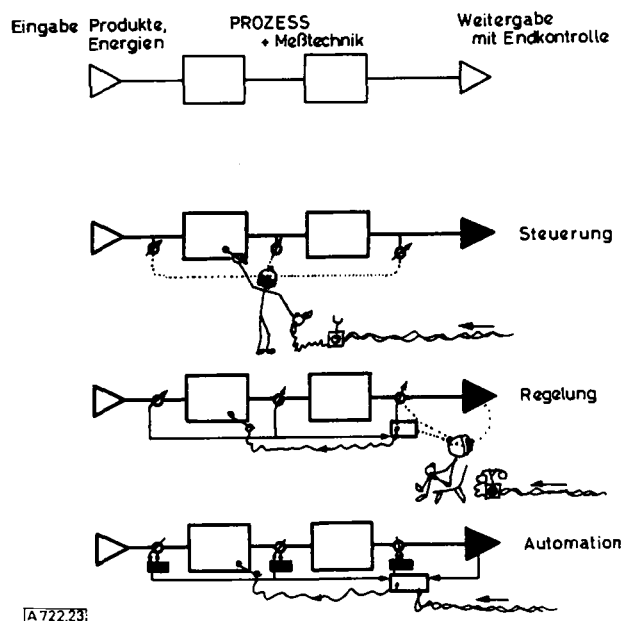 Eingabe Produkte, Energien
PROZESS
+ Meßtechnik
Weitergabe
mit Endkontrolle
Steuerung
Regelung
Automation
A 722.23